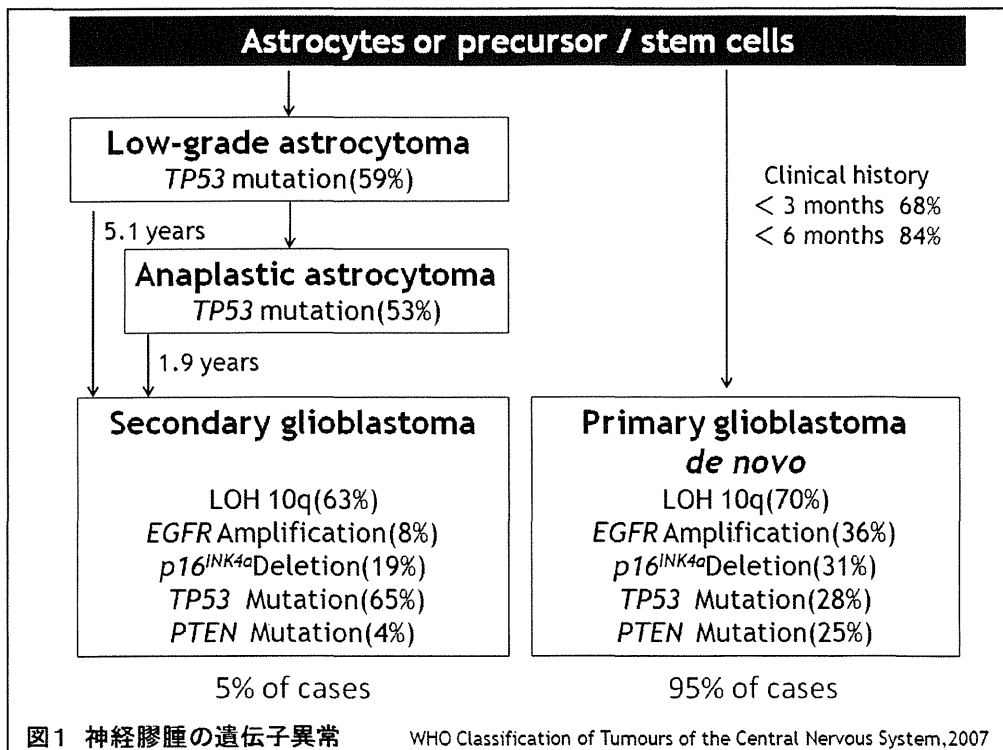 Astrocytes or precursor / stem cells
Low-grade astrocytoma
TP53 mutation(59%)
5.1 years
Anaplastic astrocytoma
TP53 mutation(53%)
1.9 years
Clinical history
< 3 months 68%
< 6 months 84%
Secondary glioblastoma
LOH 10q(63%)
EGFR Amplification(8%)
p16INK4aDeletion(19%)
TP53 Mutation(65%)
PTEN Mutation(4%)
5% of cases
Primary glioblastoma
de novo
LOH 10q(70%)
EGFR Amplification(36%)
p16INK4aDeletion(31%)
TP53 Mutation(28%)
PTEN Mutation(25%)
95% of cases
図1 神経膠腫の遺伝子異常
WHO Classification of Tumours of the Central Nervous System,2007